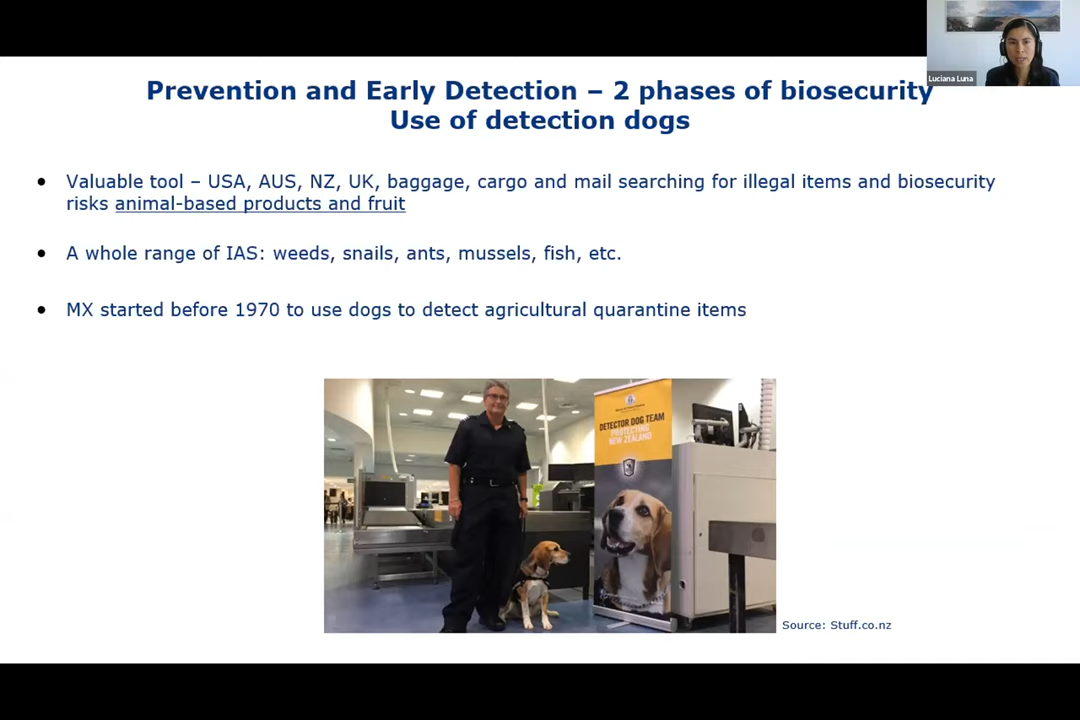 Luciana Luna
Prevention and Early Detection – 2 phases of biosecurity
Use of detection dogs
• Valuable tool – USA, AUS, NZ, UK, baggage, cargo and mail searching for illegal items and biosecurity
risks animal-based products and fruit
• A whole range of IAS: weeds, snails, ants, mussels, fish, etc.
• MX started before 1970 to use dogs to detect agricultural quarantine items
DETECTOR DOG TEAM
PROTECTING
NEW ZEALAND
Source: Stuff.co.nz